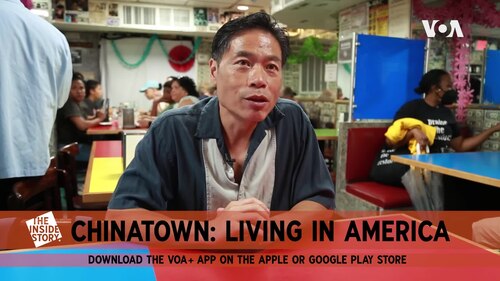 VOA
THE
INSIDE
STORY
CHINATOWN: LIVING IN AMERICA
DOWNLOAD THE VOA+ APP ON THE APPLE OR GOOGLE PLAY STORE